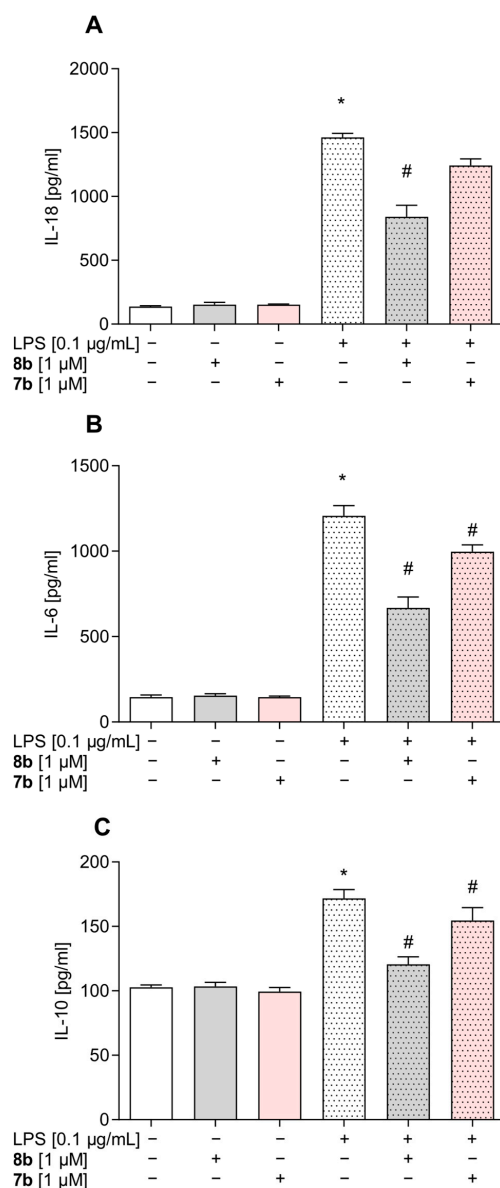 A
2000
1500
1000
500
0
IL-18 [pg/ml]
*
#
LPS [0.1 µg/mL] – – – + + +
8b [1 µM] – + – – + –
7b [1 µM] – – + – – +
B
1500
1000
500
0
IL-6 [pg/ml]
*
#
#
LPS [0.1 µg/mL] – – – + + +
8b [1 µM] – + – – + –
7b [1 µM] – – + – – +
C
200
150
100
50
0
IL-10 [pg/ml]
*
#
#
LPS [0.1 µg/mL] – – – + + +
8b [1 µM] – + – – + –
7b [1 µM] – – + – – +